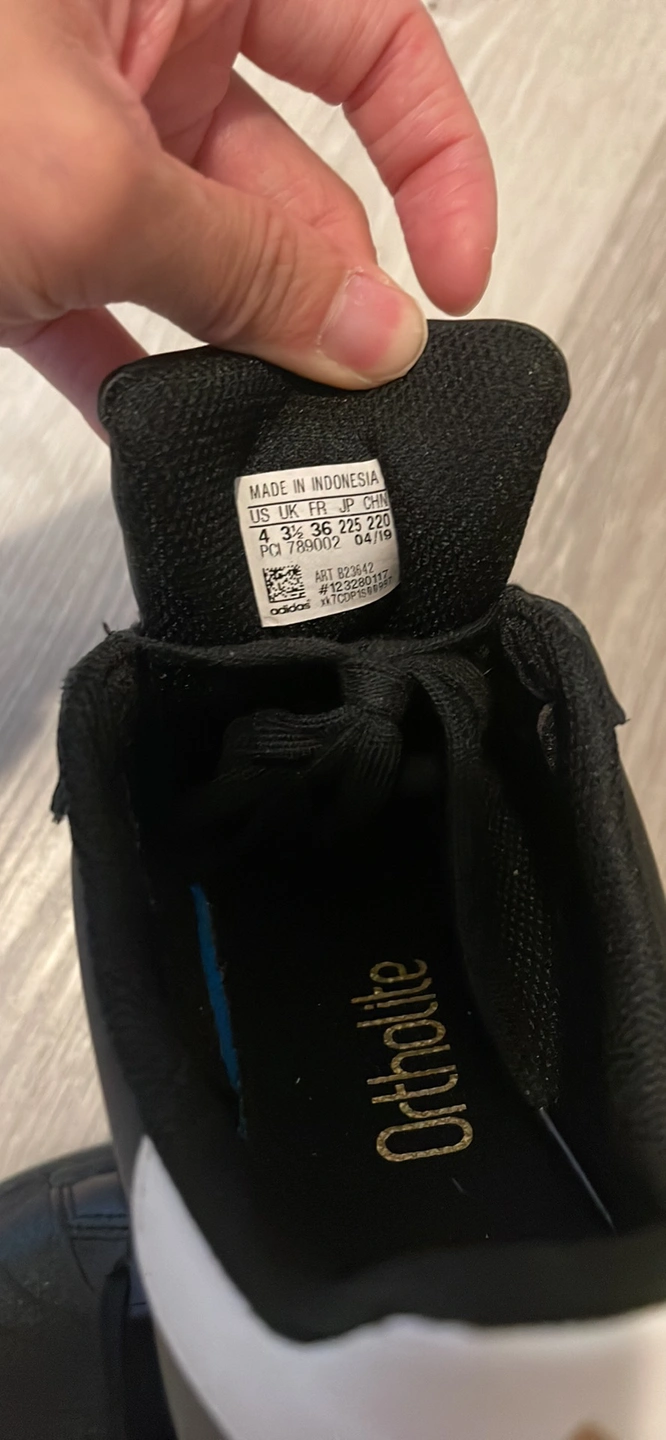 MADE IN INDONESIA
US UK FR JP CHN
4 3½ 36 225 220
PCI 789002 04/19
ART B23642
#123280117
adidas
Ortholite